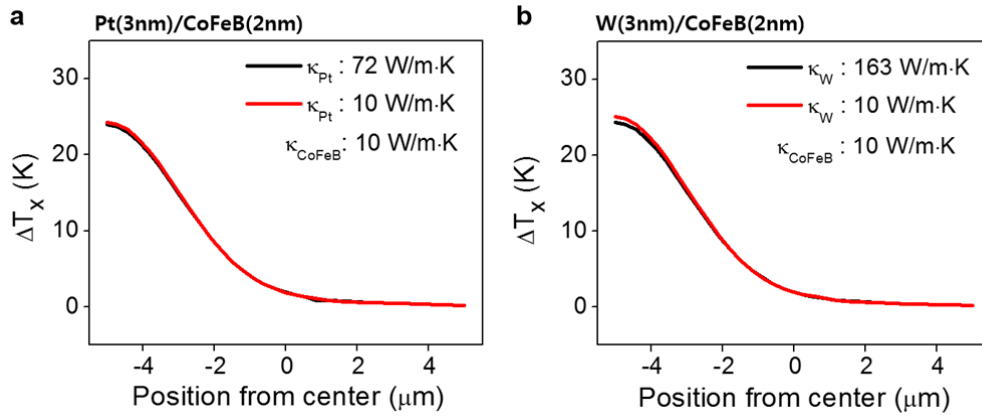 a
Pt(3nm)/CoFeB(2nm)
κPt : 72 W/m·K
κPt : 10 W/m·K
κCoFeB : 10 W/m·K
ΔTx (K)
30
20
10
0
-4
-2
0
2
4
Position from center (μm)
b
W(3nm)/CoFeB(2nm)
κW : 163 W/m·K
κW : 10 W/m·K
κCoFeB : 10 W/m·K
ΔTx (K)
30
20
10
0
-4
-2
0
2
4
Position from center (μm)